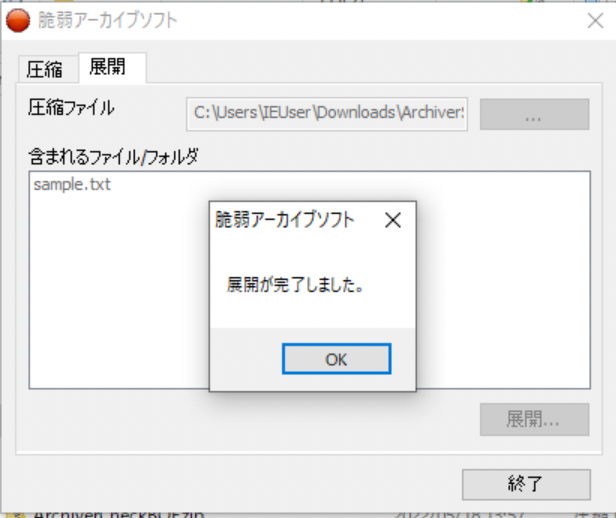 脆弱アーカイブソフト
圧縮
展開
圧縮ファイル
C:\Users\IEUser\Downloads\Archiver
...
含まれるファイル/フォルダ
sample.txt
脆弱アーカイブソフト
展開が完了しました。
OK
展開...
終了